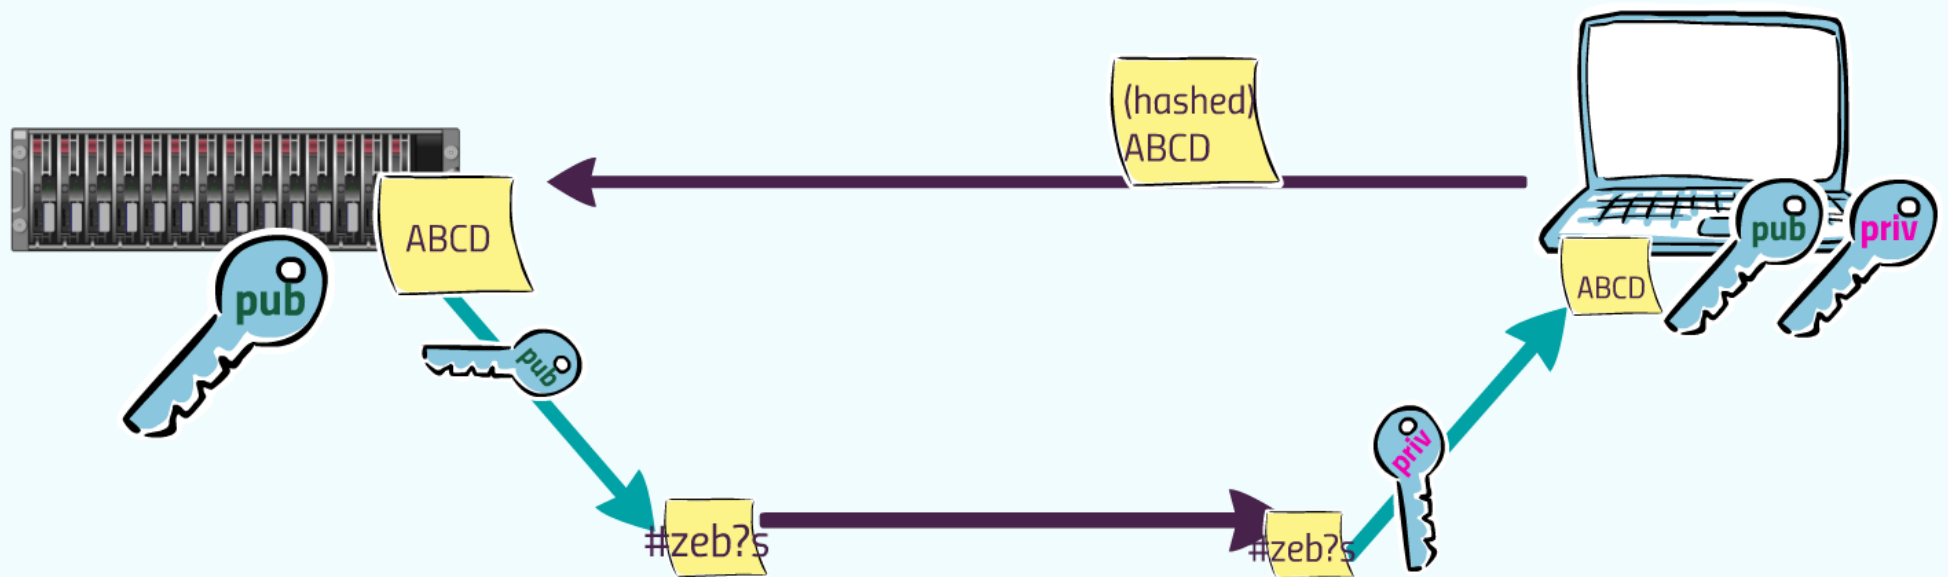 (hashed)
ABCD
ABCD
pub
pub
priv
pub
ABCD
priv
#zeb?s
#zeb?s